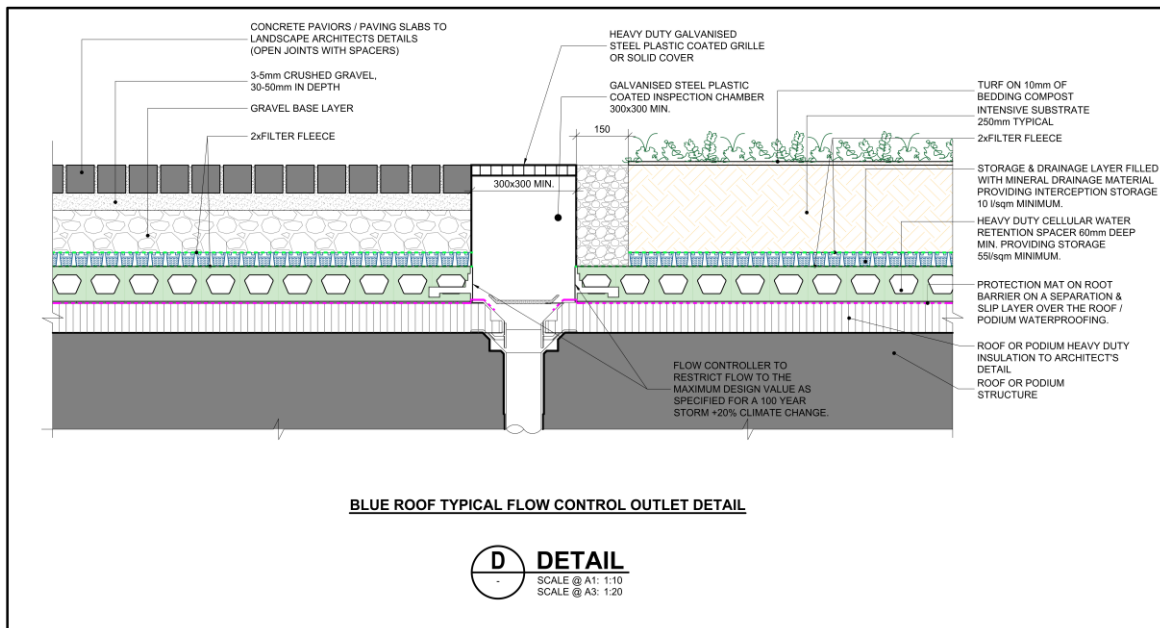 CONCRETE PAVIORS / PAVING SLABS TO
LANDSCAPE ARCHITECTS DETAILS
(OPEN JOINTS WITH SPACERS)
3-5mm CRUSHED GRAVEL,
30-50mm IN DEPTH
GRAVEL BASE LAYER
2xFILTER FLEECE
HEAVY DUTY GALVANISED
STEEL PLASTIC COATED GRILLE
OR SOLID COVER
GALVANISED STEEL PLASTIC
COATED INSPECTION CHAMBER
300x300 MIN.
150
300x300 MIN.
TURF ON 10mm OF
BEDDING COMPOST
INTENSIVE SUBSTRATE
250mm TYPICAL
2xFILTER FLEECE
STORAGE & DRAINAGE LAYER FILLED
WITH MINERAL DRAINAGE MATERIAL
PROVIDING INTERCEPTION STORAGE
10 l/sqm MINIMUM.
HEAVY DUTY CELLULAR WATER
RETENTION SPACER 60mm DEEP
MIN. PROVIDING STORAGE
55l/sqm MINIMUM.
PROTECTION MAT ON ROOT
BARRIER ON A SEPARATION &
SLIP LAYER OVER THE ROOF /
PODIUM WATERPROOFING.
ROOF OR PODIUM HEAVY DUTY
INSULATION TO ARCHITECT'S
DETAIL
ROOF OR PODIUM
STRUCTURE
FLOW CONTROLLER TO
RESTRICT FLOW TO THE
MAXIMUM DESIGN VALUE AS
SPECIFIED FOR A 100 YEAR
STORM +20% CLIMATE CHANGE.
BLUE ROOF TYPICAL FLOW CONTROL OUTLET DETAIL
D
-
DETAIL
SCALE @ A1: 1:10
SCALE @ A3: 1:20